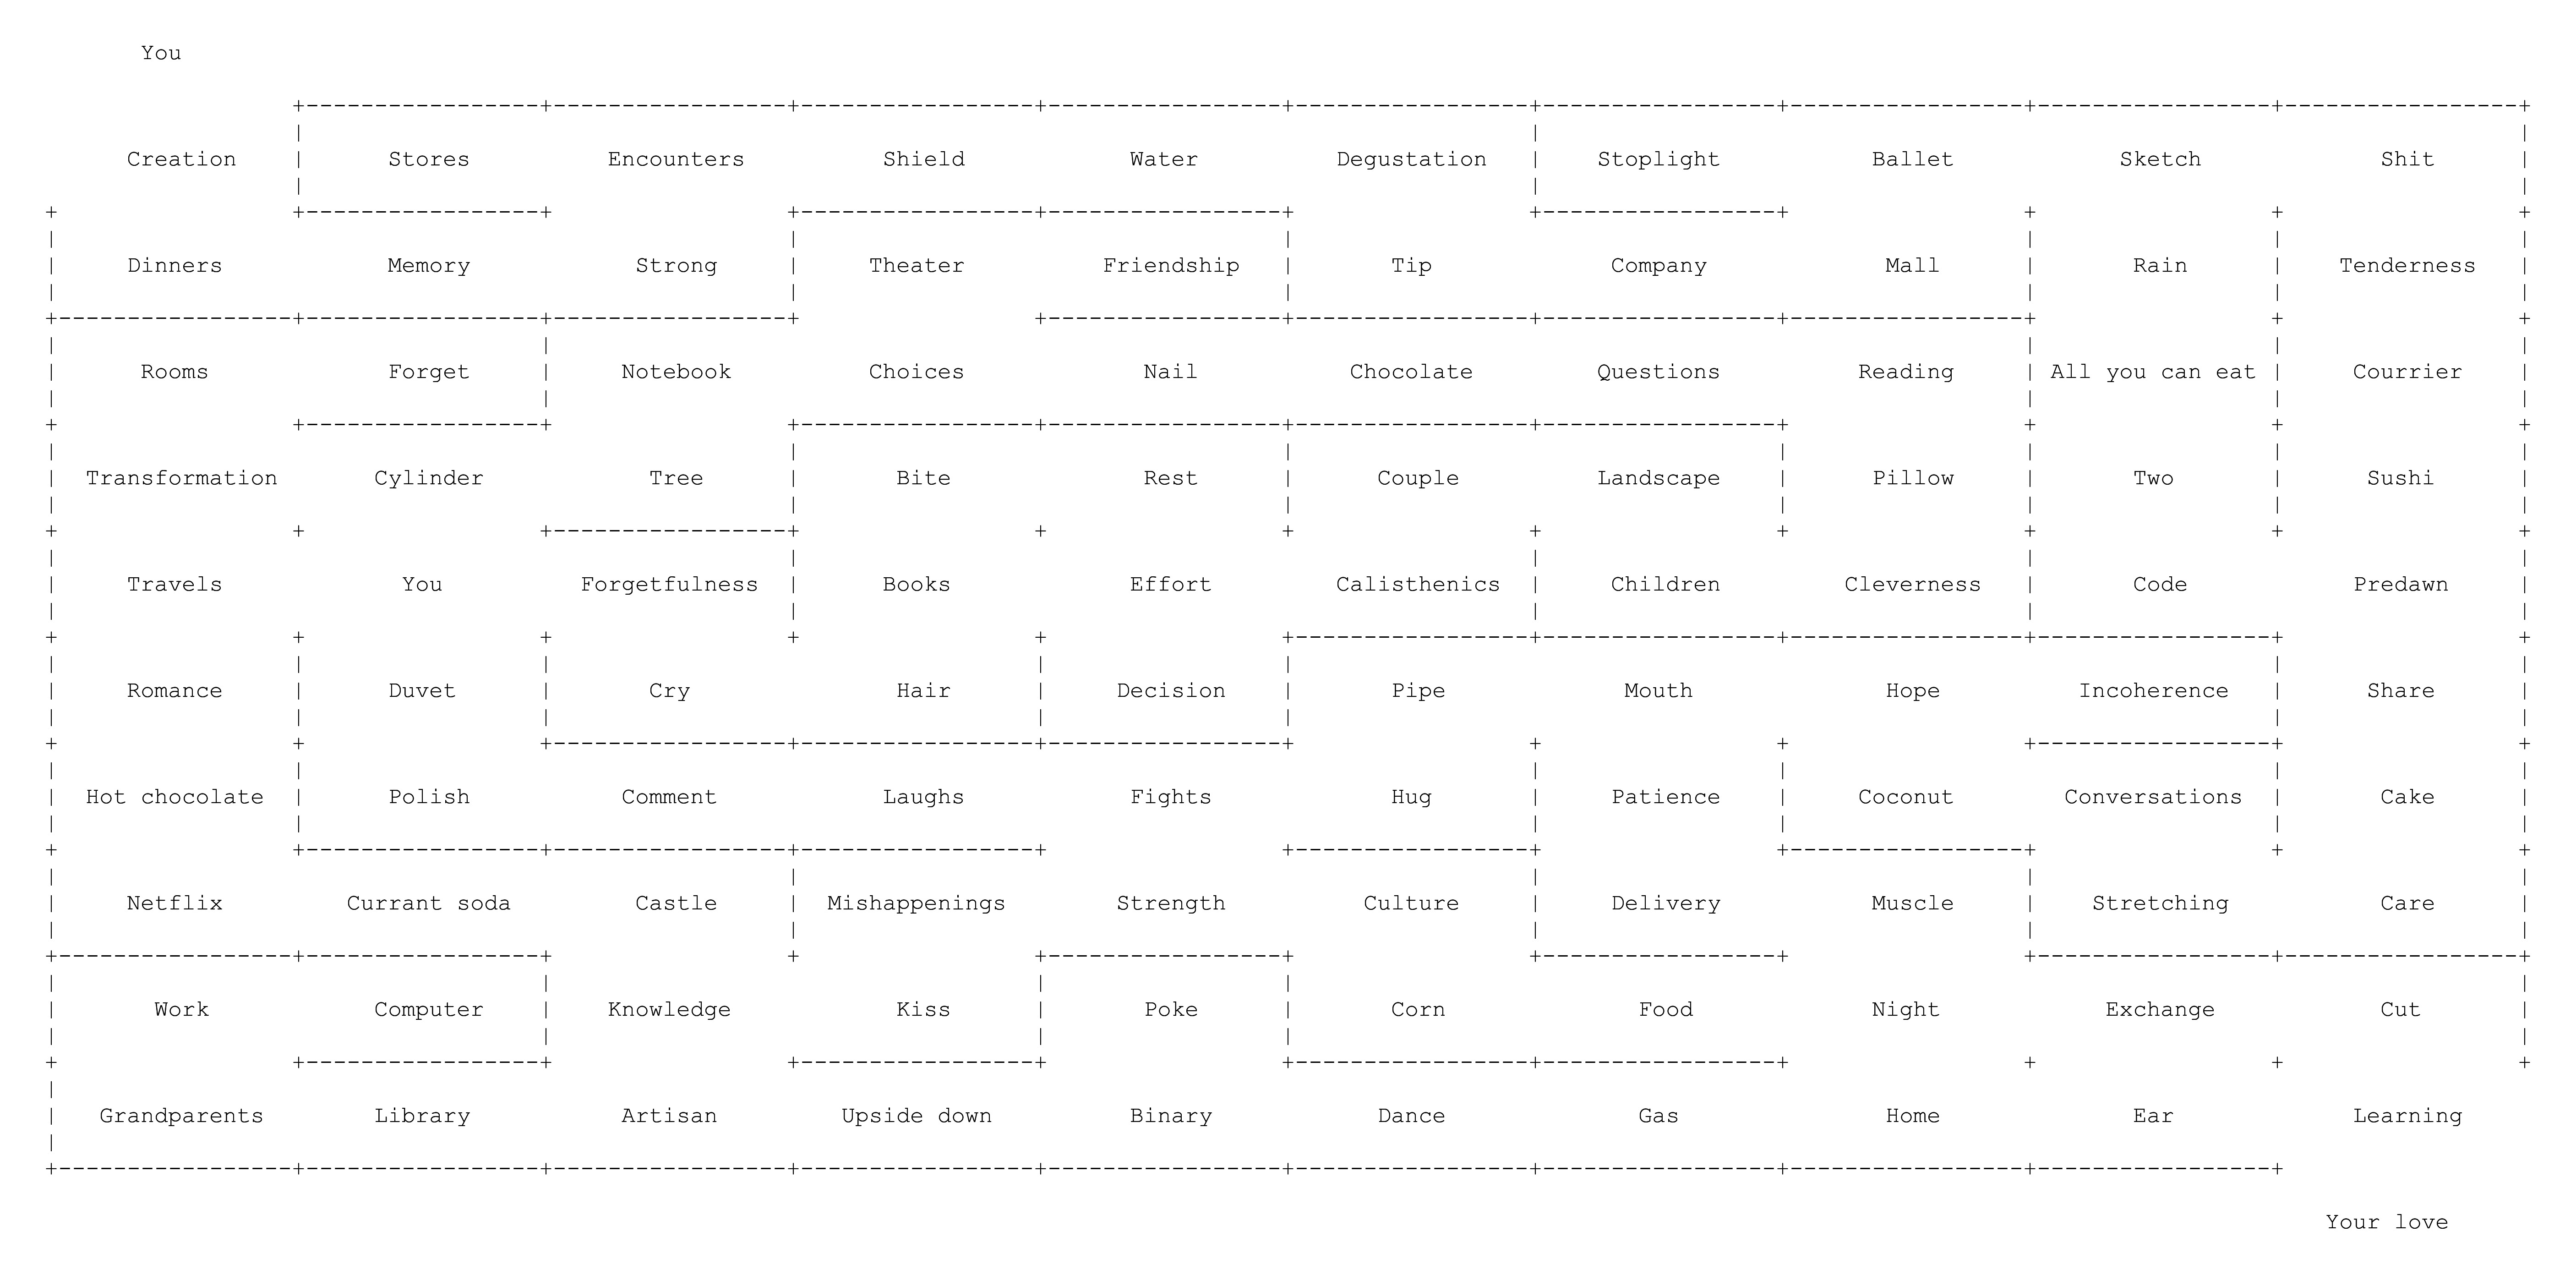 You
Creation Stores Encounters Shield Water Degustation Stoplight Ballet Sketch Shit
Dinners Memory Strong Theater Friendship Tip Company Mall Rain Tenderness
Rooms Forget Notebook Choices Nail Chocolate Questions Reading All you can eat Courrier
Transformation Cylinder Tree Bite Rest Couple Landscape Pillow Two Sushi
Travels You Forgetfulness Books Effort Calisthenics Children Cleverness Code Predawn
Romance Duvet Cry Hair Decision Pipe Mouth Hope Incoherence Share
Hot chocolate Polish Comment Laughs Fights Hug Patience Coconut Conversations Cake
Netflix Currant soda Castle Mishappenings Strength Culture Delivery Muscle Stretching Care
Work Computer Knowledge Kiss Poke Corn Food Night Exchange Cut
Grandparents Library Artisan Upside down Binary Dance Gas Home Ear Learning
Your love